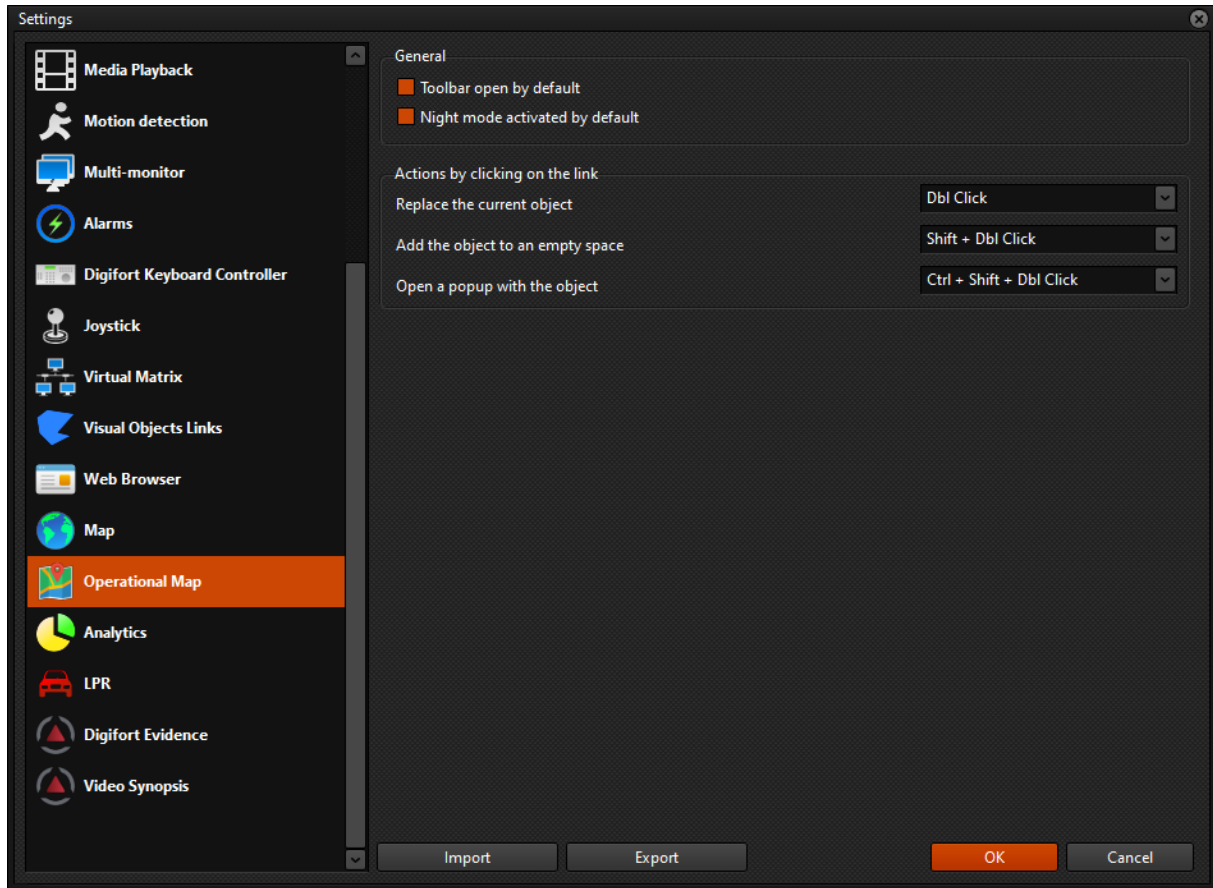 Settings
Media Playback
Motion detection
Multi-monitor
Alarms
Digifort Keyboard Controller
Joystick
Virtual Matrix
Visual Objects Links
Web Browser
Map
Operational Map
Analytics
LPR
Digifort Evidence
Video Synopsis
General
Toolbar open by default
Night mode activated by default
Actions by clicking on the link
Replace the current object Dbl Click
Add the object to an empty space Shift + Dbl Click
Open a popup with the object Ctrl + Shift + Dbl Click
Import Export OK Cancel